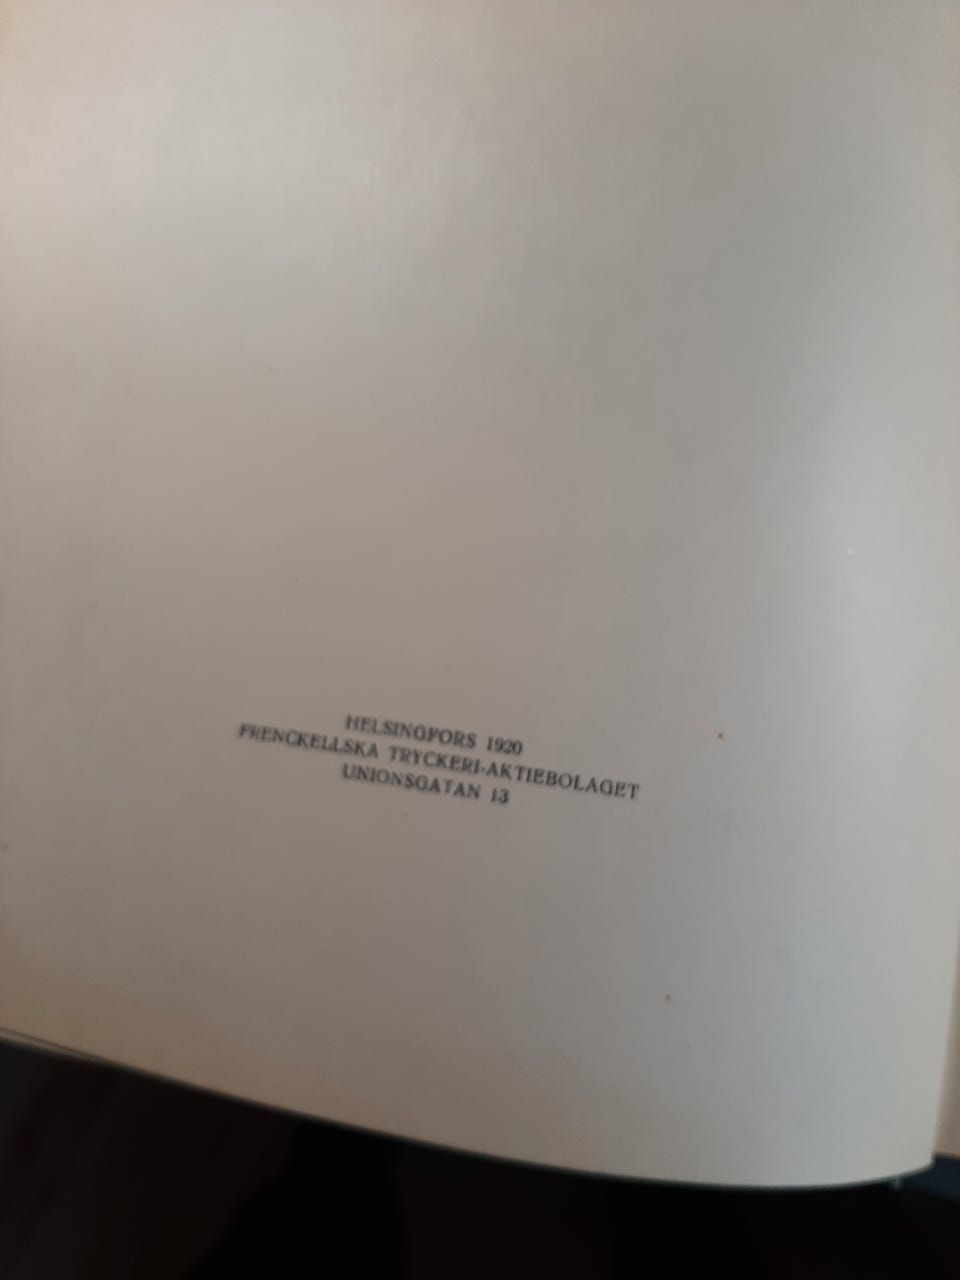 HELSINGFORS 1920
FRENCKELLSKA TRYCKERI-AKTIEBOLAGET
UNIONSGATAN 13